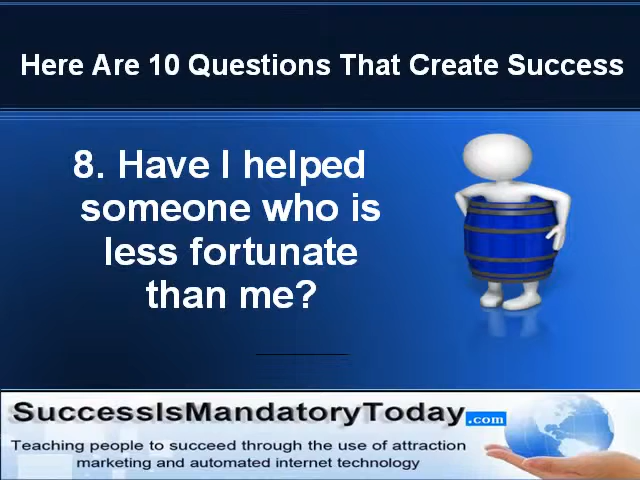 Here Are 10 Questions That Create Success
8. Have I helped
someone who is
less fortunate
than me?
SuccessIsMandatoryToday.com
Teaching people to succeed through the use of attraction
marketing and automated internet technology